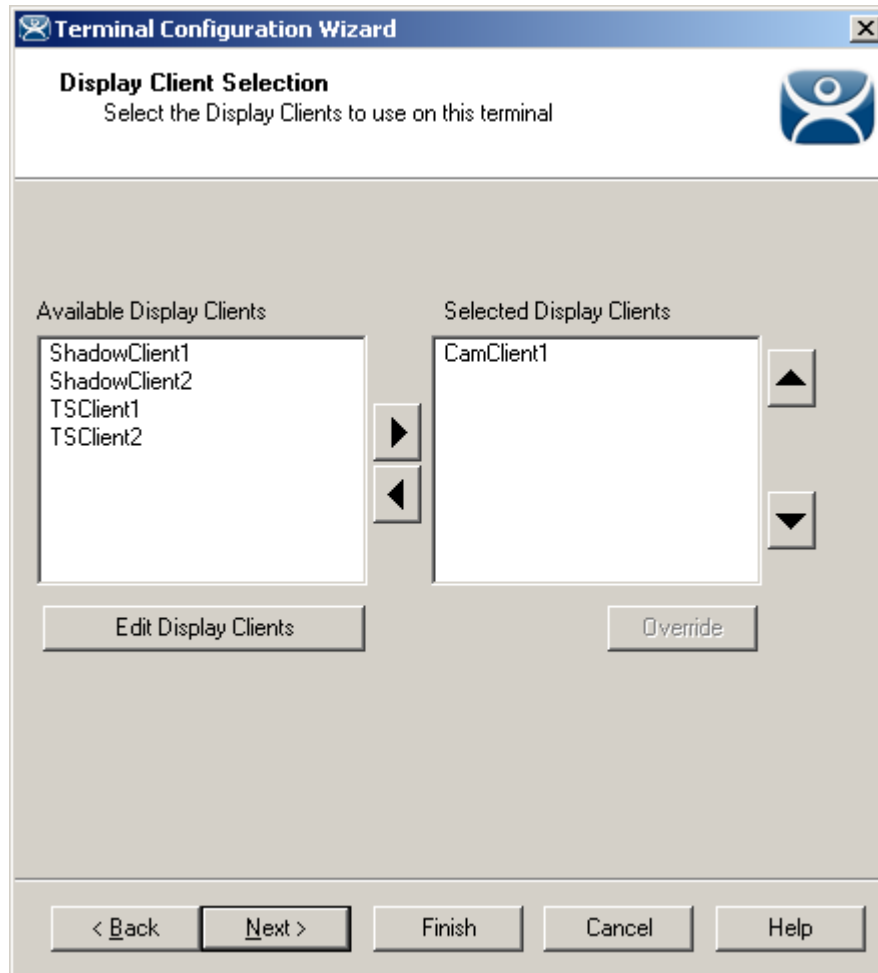 Terminal Configuration Wizard
Display Client Selection
Select the Display Clients to use on this terminal
Available Display Clients
ShadowClient1
ShadowClient2
TSClient1
TSClient2
Selected Display Clients
CamClient1
Edit Display Clients
Override
< Back
Next >
Finish
Cancel
Help